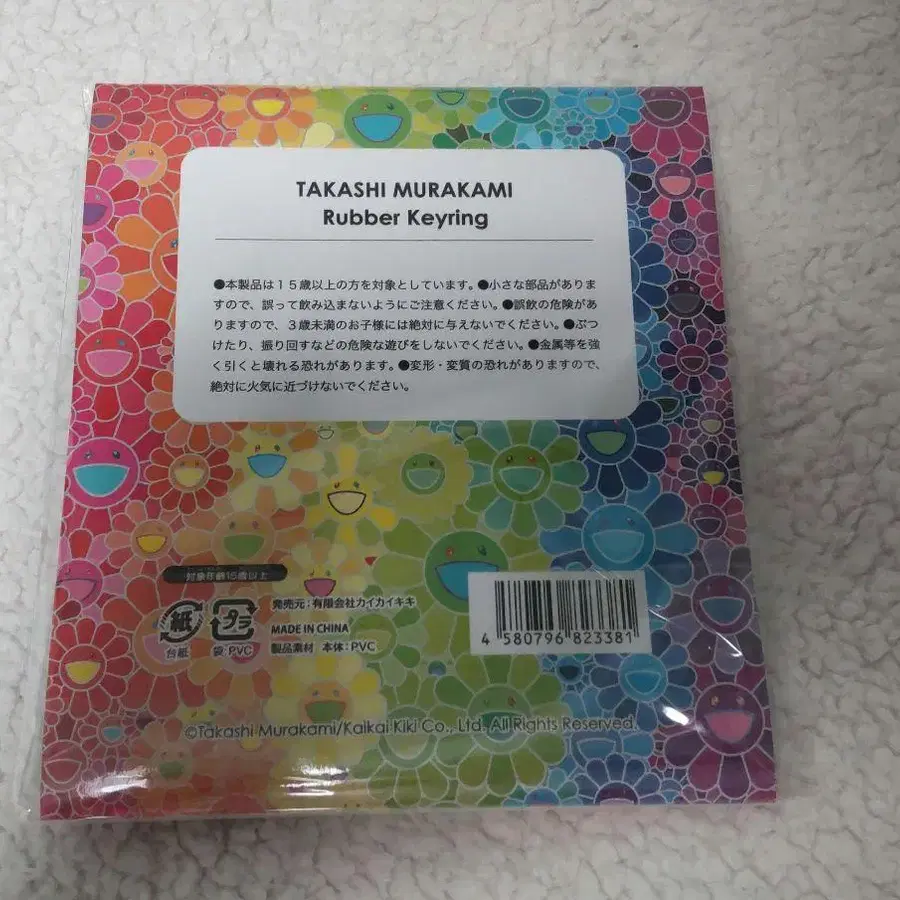 TAKASHI MURAKAMI
Rubber Keyring
●本製品は15歳以上の方を対象としています。●小さな部品がありま
すので、誤って飲み込まないようにご注意ください。●誤飲の危険があ
りますので、3歳未満のお子様には絶対に与えないでください。●ぶつ
けたり、振り回すなどの危険な遊びをしないでください。●金属等を強
く引くと壊れる恐れがあります。●変形・変質の恐れがありますので、
絶対に火気に近づけないでください。
対象年齢15歳以上
紙
台紙
プラ
袋:PVC
発売元:有限会社カイカイキキ
MADE IN CHINA
製品素材 本体:PVC
4 580796 823381
©Takashi Murakami/Kaikai Kiki Co., Ltd. All Rights Reserved.